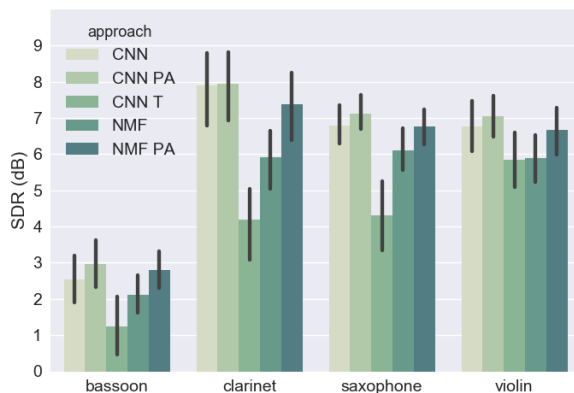 approach
CNN
CNN PA
CNN T
NMF
NMF PA
SDR (dB)
9
8
7
6
5
4
3
2
1
0
bassoon clarinet saxophone violin